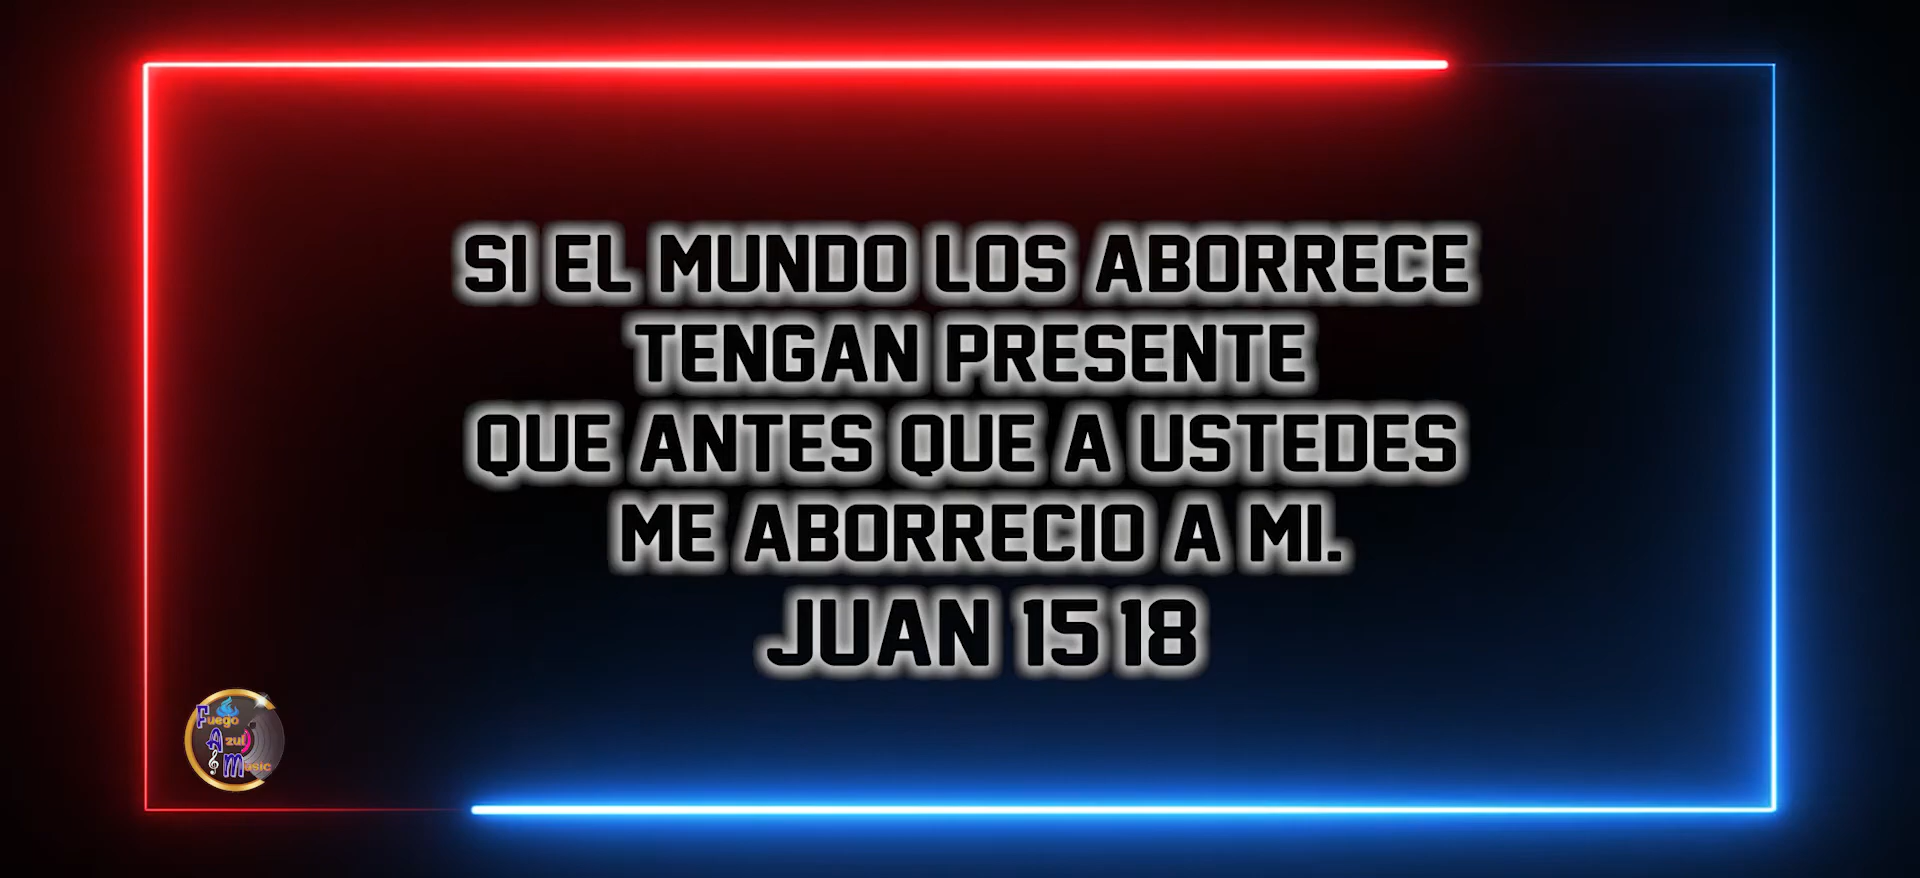 SI EL MUNDO LOS ABORRECE
TENGAN PRESENTE
QUE ANTES QUE A USTEDES
ME ABORRECIO A MI.
JUAN 15 18
Fuego
Azul
Music